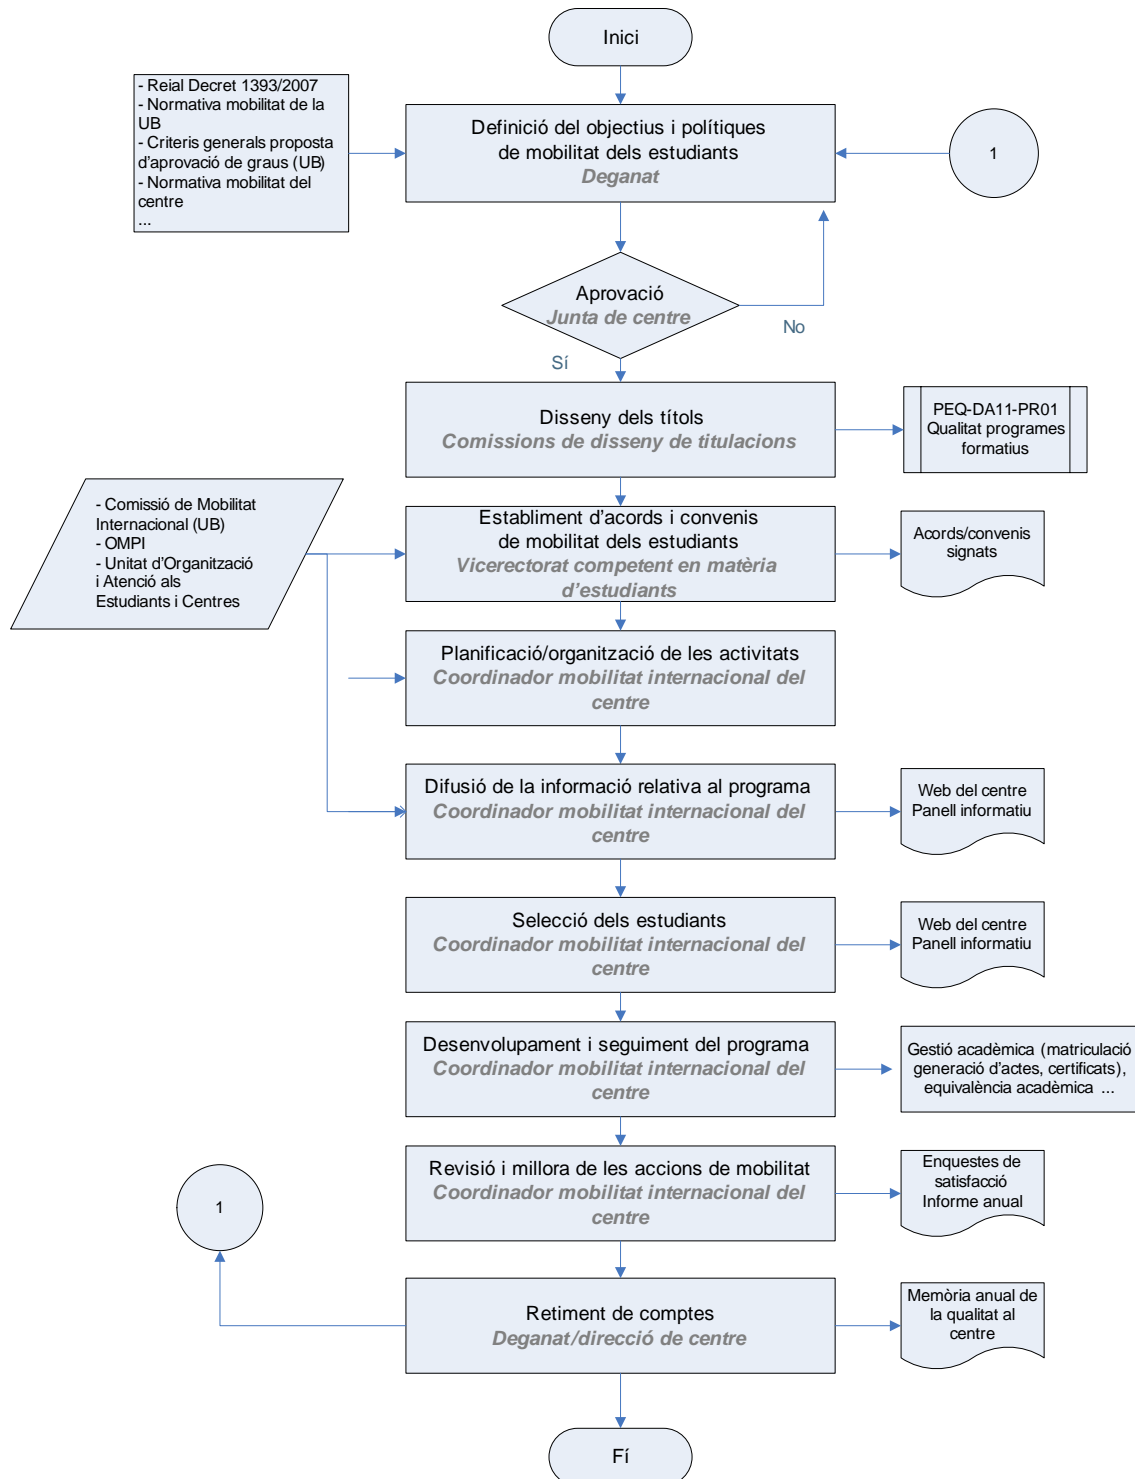 Inici
- Reial Decret 1393/2007
- Normativa mobilitat de la
UB
- Criteris generals proposta
d'aprovació de graus (UB)
- Normativa mobilitat del
centre
...
Definició del objectius i polítiques
de mobilitat dels estudiants
Deganat
1
Aprovació
Junta de centre
No
Sí
Disseny dels títols
Comissions de disseny de titulacions
PEQ-DA11-PR01
Qualitat programes
formatius
- Comissió de Mobilitat
Internacional (UB)
- OMPI
- Unitat d'Organització
i Atenció als
Estudiants i Centres
Establiment d'acords i convenis
de mobilitat dels estudiants
Vicerectorat competent en matèria
d'estudiants
Acords/convenis
signats
Planificació/organització de les activitats
Coordinador mobilitat internacional del
centre
Difusió de la informació relativa al programa
Coordinador mobilitat internacional del
centre
Web del centre
Panell informatiu
Selecció dels estudiants
Coordinador mobilitat internacional del
centre
Web del centre
Panell informatiu
Desenvolupament i seguiment del programa
Coordinador mobilitat internacional del
centre
Gestió acadèmica (matriculació
generació d'actes, certificats),
equivalència acadèmica ...
Revisió i millora de les accions de mobilitat
Coordinador mobilitat internacional del
centre
Enquestes de
satisfacció
Informe anual
1
Retiment de comptes
Deganat/direcció de centre
Memòria anual de
la qualitat al
centre
Fí